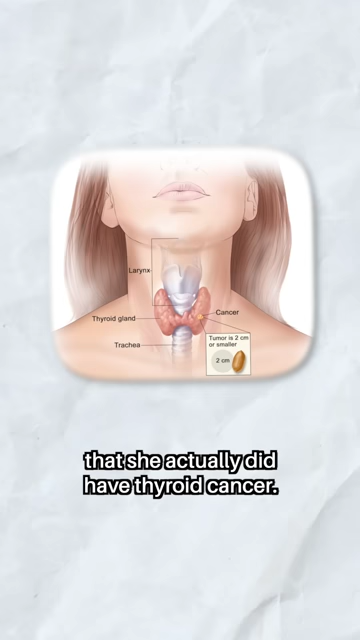 Larynx
Thyroid gland
Cancer
Trachea
Tumor is 2 cm
or smaller
2 cm
that she actually did
have thyroid cancer.